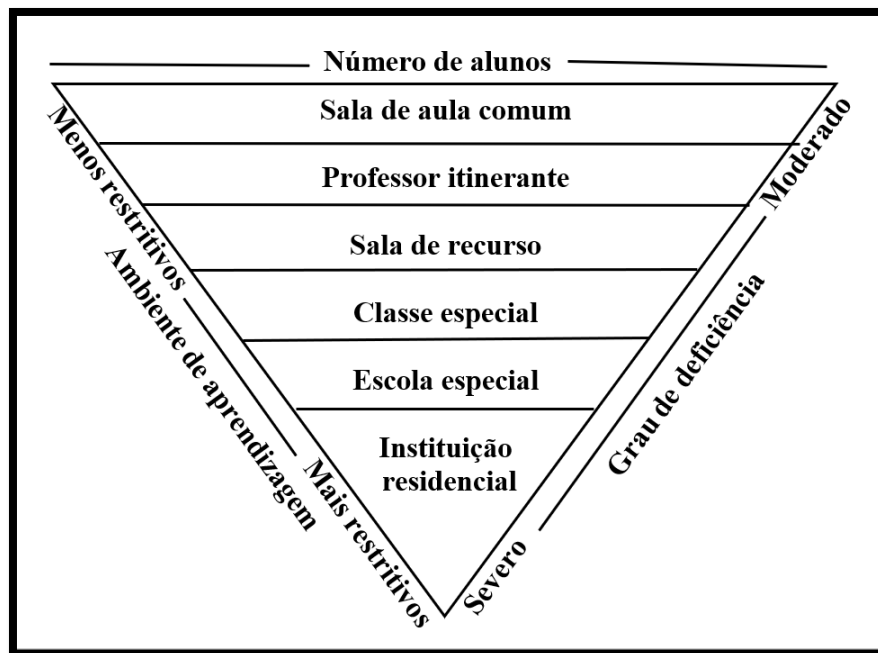 Número de alunos
Sala de aula comum
Professor itinerante
Sala de recurso
Classe especial
Escola especial
Instituição
residencial
Menos restritivos
Ambiente de aprendizagem
Mais restritivos
Moderado
Grau de deficiência
Severo